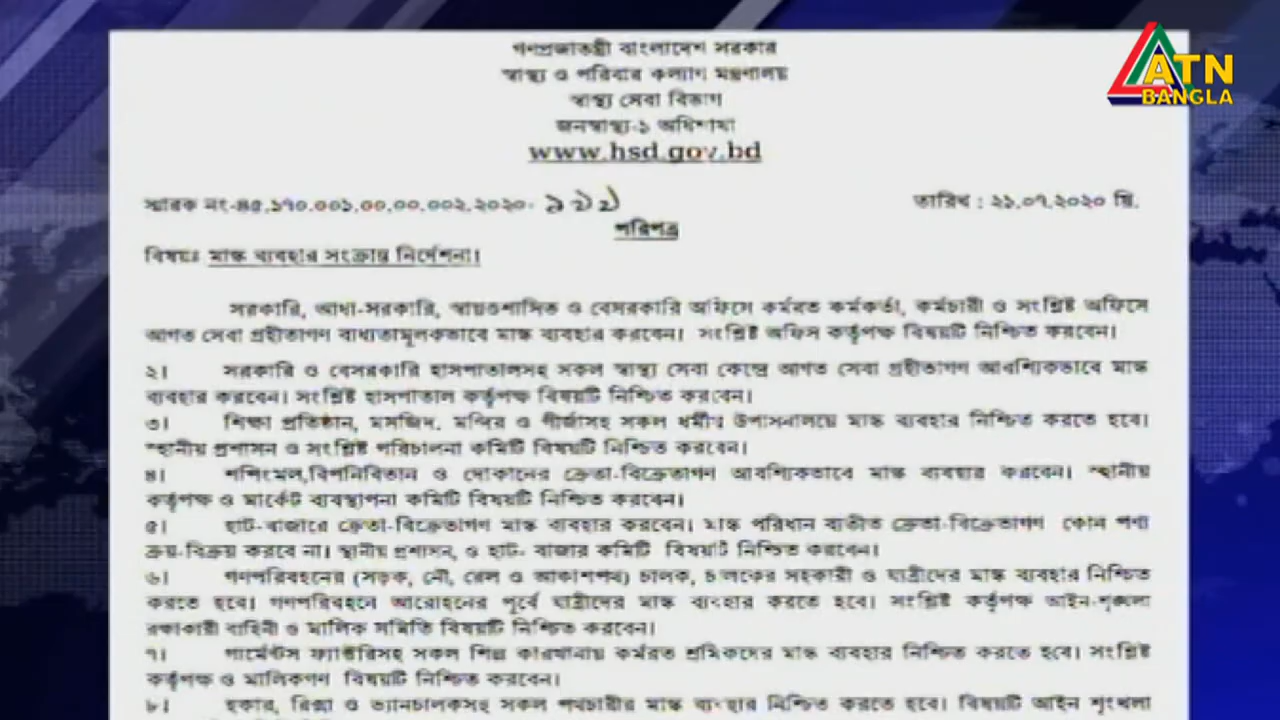 গণপ্রজাতন্ত্রী বাংলাদেশ সরকার
স্বাস্থ্য ও পরিবার কল্যাণ মন্ত্রণালয়
স্বাস্থ্য সেবা বিভাগ
জনস্বাস্থ্য-১ অধিশাখা
www.hsd.gov.bd
ATN
BANGLA
স্মারক নং-৪৫.১৭০.০০১.০০.০০.০০২.২০২০-
তারিখ : ২১.০৭.২০২০ খ্রি.
পরিপত্র
বিষয়ঃ মাস্ক ব্যবহার সংক্রান্ত নির্দেশনা।
সরকারি, আধা-সরকারি, স্বায়ত্তশাসিত ও বেসরকারি অফিসে কর্মরত কর্মকর্তা, কর্মচারী ও সংশ্লিষ্ট অফিসে
আগত সেবা গ্রহীতাগণ বাধ্যতামূলকভাবে মাস্ক ব্যবহার করবেন। সংশ্লিষ্ট অফিস কর্তৃপক্ষ বিষয়টি নিশ্চিত করবেন।
২। সরকারি ও বেসরকারি হাসপাতালসহ সকল স্বাস্থ্য সেবা কেন্দ্রে আগত সেবা গ্রহীতাগণ আবশ্যিকভাবে মাস্ক
ব্যবহার করবেন। সংশ্লিষ্ট হাসপাতাল কর্তৃপক্ষ বিষয়টি নিশ্চিত করবেন।
৩। শিক্ষা প্রতিষ্ঠান, মসজিদ, মন্দির ও গীর্জাসহ সকল ধর্মীয় উপাসনালয়ে মাস্ক ব্যবহার নিশ্চিত করতে হবে।
স্থানীয় প্রশাসন ও সংশ্লিষ্ট পরিচালনা কমিটি বিষয়টি নিশ্চিত করবেন।
৪। শপিংমল,বিপনিবিতান ও দোকানের ক্রেতা-বিক্রেতাগণ আবশ্যিকভাবে মাস্ক ব্যবহার করবেন। স্থানীয়
কর্তৃপক্ষ ও মার্কেট ব্যবস্থাপনা কমিটি বিষয়টি নিশ্চিত করবেন।
৫। হাট-বাজারে ক্রেতা-বিক্রেতাগণ মাস্ক ব্যবহার করবেন। মাস্ক পরিধান ব্যতীত ক্রেতা-বিক্রেতাগণ কোন পণ্য
ক্রয়-বিক্রয় করবে না। স্থানীয় প্রশাসন, ও হাট- বাজার কমিটি বিষয়টি নিশ্চিত করবেন।
৬। গণপরিবহনের (সড়ক, নৌ, রেল ও আকাশপথ) চালক, চালকের সহকারী ও যাত্রীদের মাস্ক ব্যবহার নিশ্চিত
করতে হবে। গণপরিবহনে আরোহনের পূর্বে যাত্রীদের মাস্ক ব্যবহার করতে হবে। সংশ্লিষ্ট কর্তৃপক্ষ আইন-শৃঙ্খলা
রক্ষাকারী বাহিনী ও মালিক সমিতি বিষয়টি নিশ্চিত করবেন।
৭। গার্মেন্টস ফ্যাক্টরিসহ সকল শিল্প কারখানায় কর্মরত শ্রমিকদের মাস্ক ব্যবহার নিশ্চিত করতে হবে। সংশ্লিষ্ট
কর্তৃপক্ষ ও মালিকগণ বিষয়টি নিশ্চিত করবেন।
৮। হকার, রিক্সা ও ভ্যানচালকসহ সকল পথচারীর মাস্ক ব্যবহার নিশ্চিত করতে হবে। বিষয়টি আইন শৃংখলা